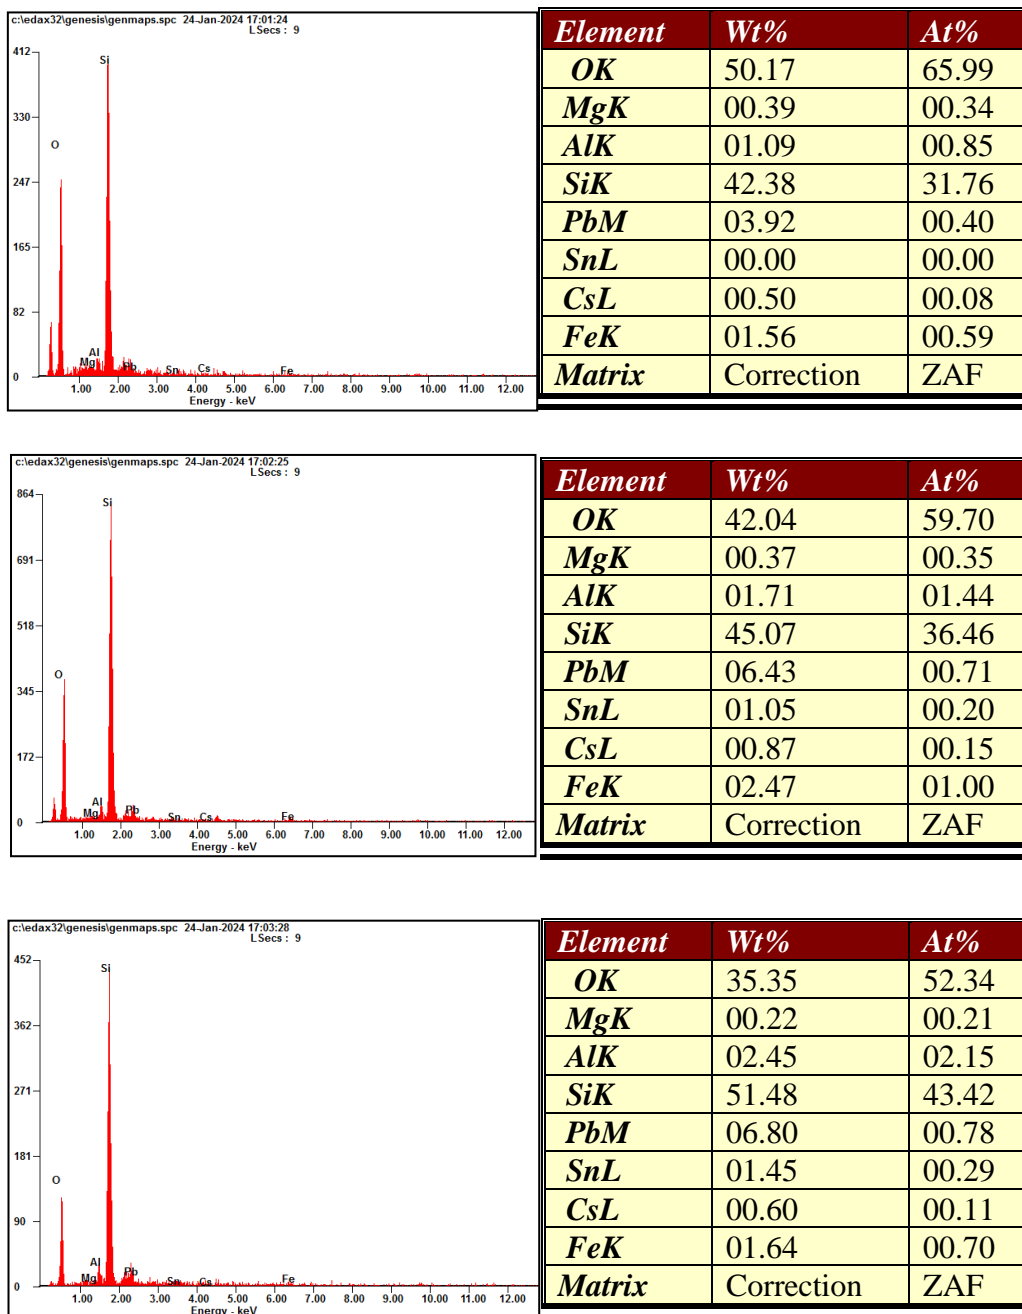 c:\edax32\genesis\genmaps.spc 24-Jan-2024 17:01:24
LSecs : 9
412
Si
330
O
247
165
82
Al
Mg
Pb
Sn
Cs
Fe
0
1.00 2.00 3.00 4.00 5.00 6.00 7.00 8.00 9.00 10.00 11.00 12.00
Energy - keV
Element Wt% At%
OK 50.17 65.99
MgK 00.39 00.34
AlK 01.09 00.85
SiK 42.38 31.76
PbM 03.92 00.40
SnL 00.00 00.00
CsL 00.50 00.08
FeK 01.56 00.59
Matrix Correction ZAF
c:\edax32\genesis\genmaps.spc 24-Jan-2024 17:02:25
LSecs : 9
864
Si
691
518
O
345
172
Al
Mg
Pb
Sn
Cs
Fe
0
1.00 2.00 3.00 4.00 5.00 6.00 7.00 8.00 9.00 10.00 11.00 12.00
Energy - keV
Element Wt% At%
OK 42.04 59.70
MgK 00.37 00.35
AlK 01.71 01.44
SiK 45.07 36.46
PbM 06.43 00.71
SnL 01.05 00.20
CsL 00.87 00.15
FeK 02.47 01.00
Matrix Correction ZAF
c:\edax32\genesis\genmaps.spc 24-Jan-2024 17:03:28
LSecs : 9
452
Si
362
271
181
O
90
Al
Mg
Pb
Sn
Cs
Fe
0
1.00 2.00 3.00 4.00 5.00 6.00 7.00 8.00 9.00 10.00 11.00 12.00
Energy - keV
Element Wt% At%
OK 35.35 52.34
MgK 00.22 00.21
AlK 02.45 02.15
SiK 51.48 43.42
PbM 06.80 00.78
SnL 01.45 00.29
CsL 00.60 00.11
FeK 01.64 00.70
Matrix Correction ZAF